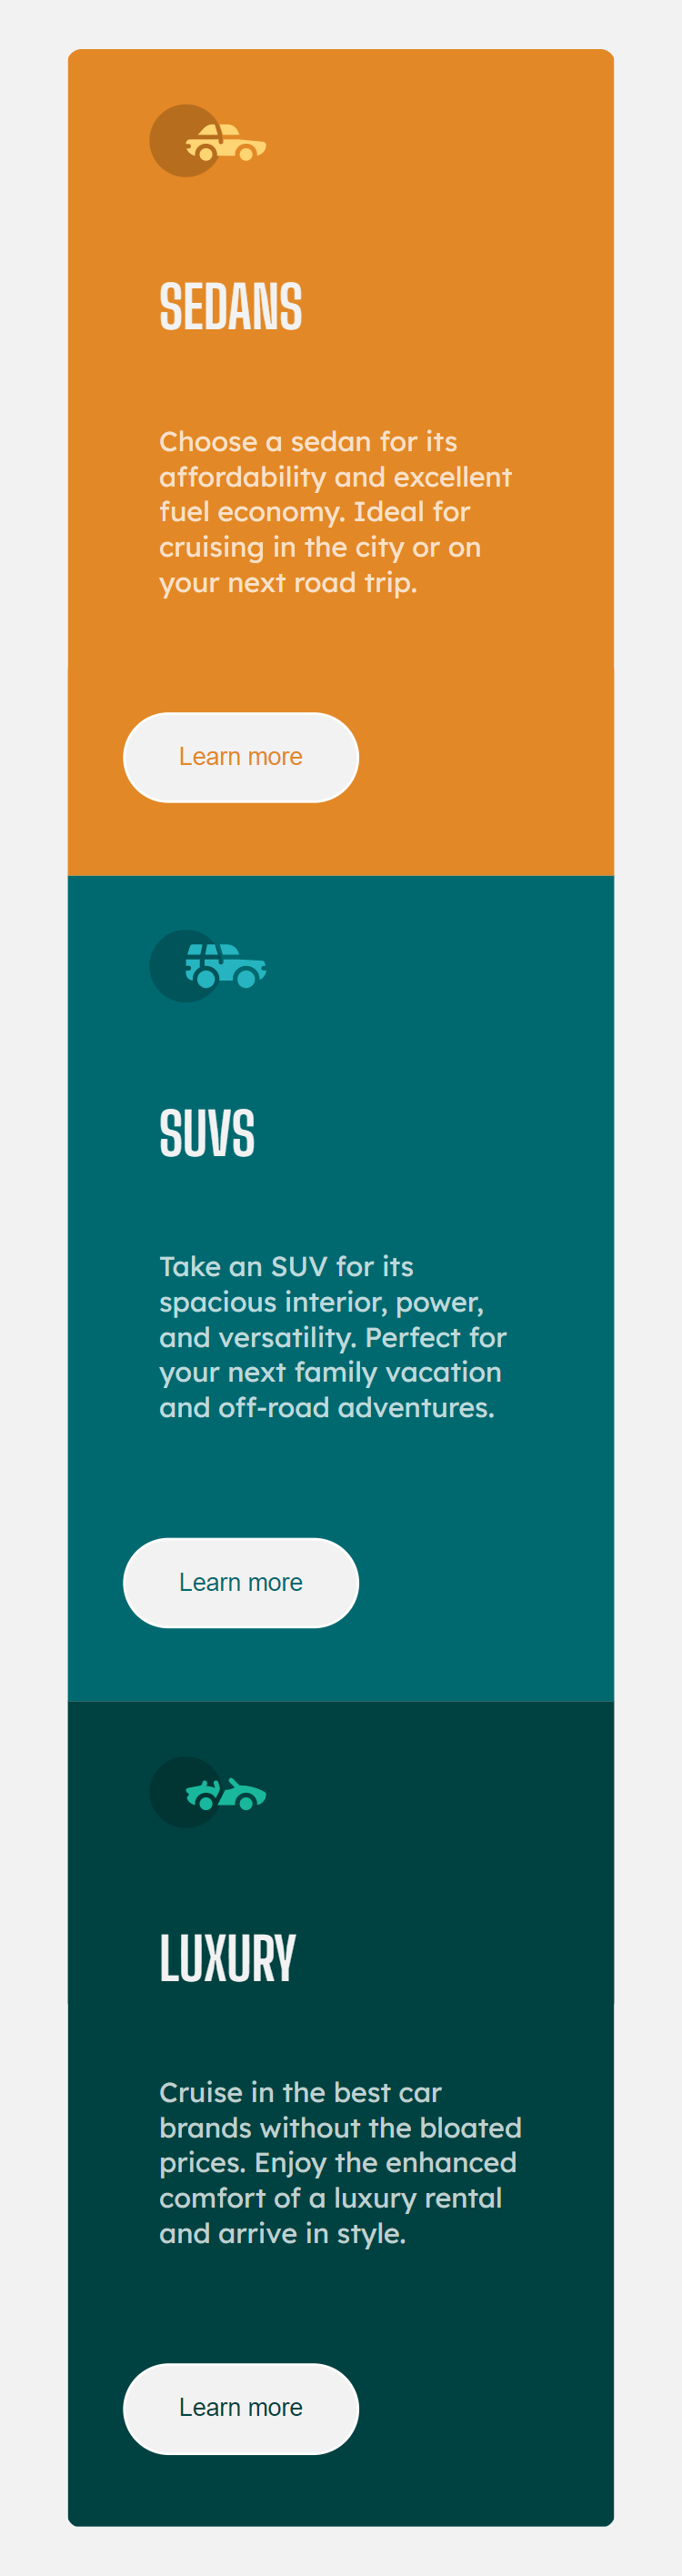 SEDANS
Choose a sedan for its
affordability and excellent
fuel economy. Ideal for
cruising in the city or on
your next road trip.
Learn more
SUVS
Take an SUV for its
spacious interior, power,
and versatility. Perfect for
your next family vacation
and off-road adventures.
Learn more
LUXURY
Cruise in the best car
brands without the bloated
prices. Enjoy the enhanced
comfort of a luxury rental
and arrive in style.
Learn more